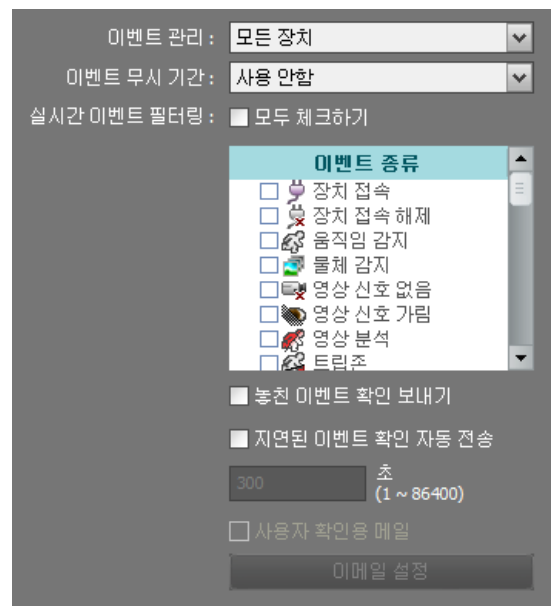 이벤트 관리 : 모든 장치
이벤트 무시 기간 : 사용 안함
실시간 이벤트 필터링 : 모두 체크하기
이벤트 종류
장치 접속
장치 접속 해제
움직임 감지
물체 감지
영상 신호 없음
영상 신호 가림
영상 분석
트립존
놓친 이벤트 확인 보내기
지연된 이벤트 확인 자동 전송
300 초
(1 ~ 86400)
사용자 확인용 메일
이메일 설정